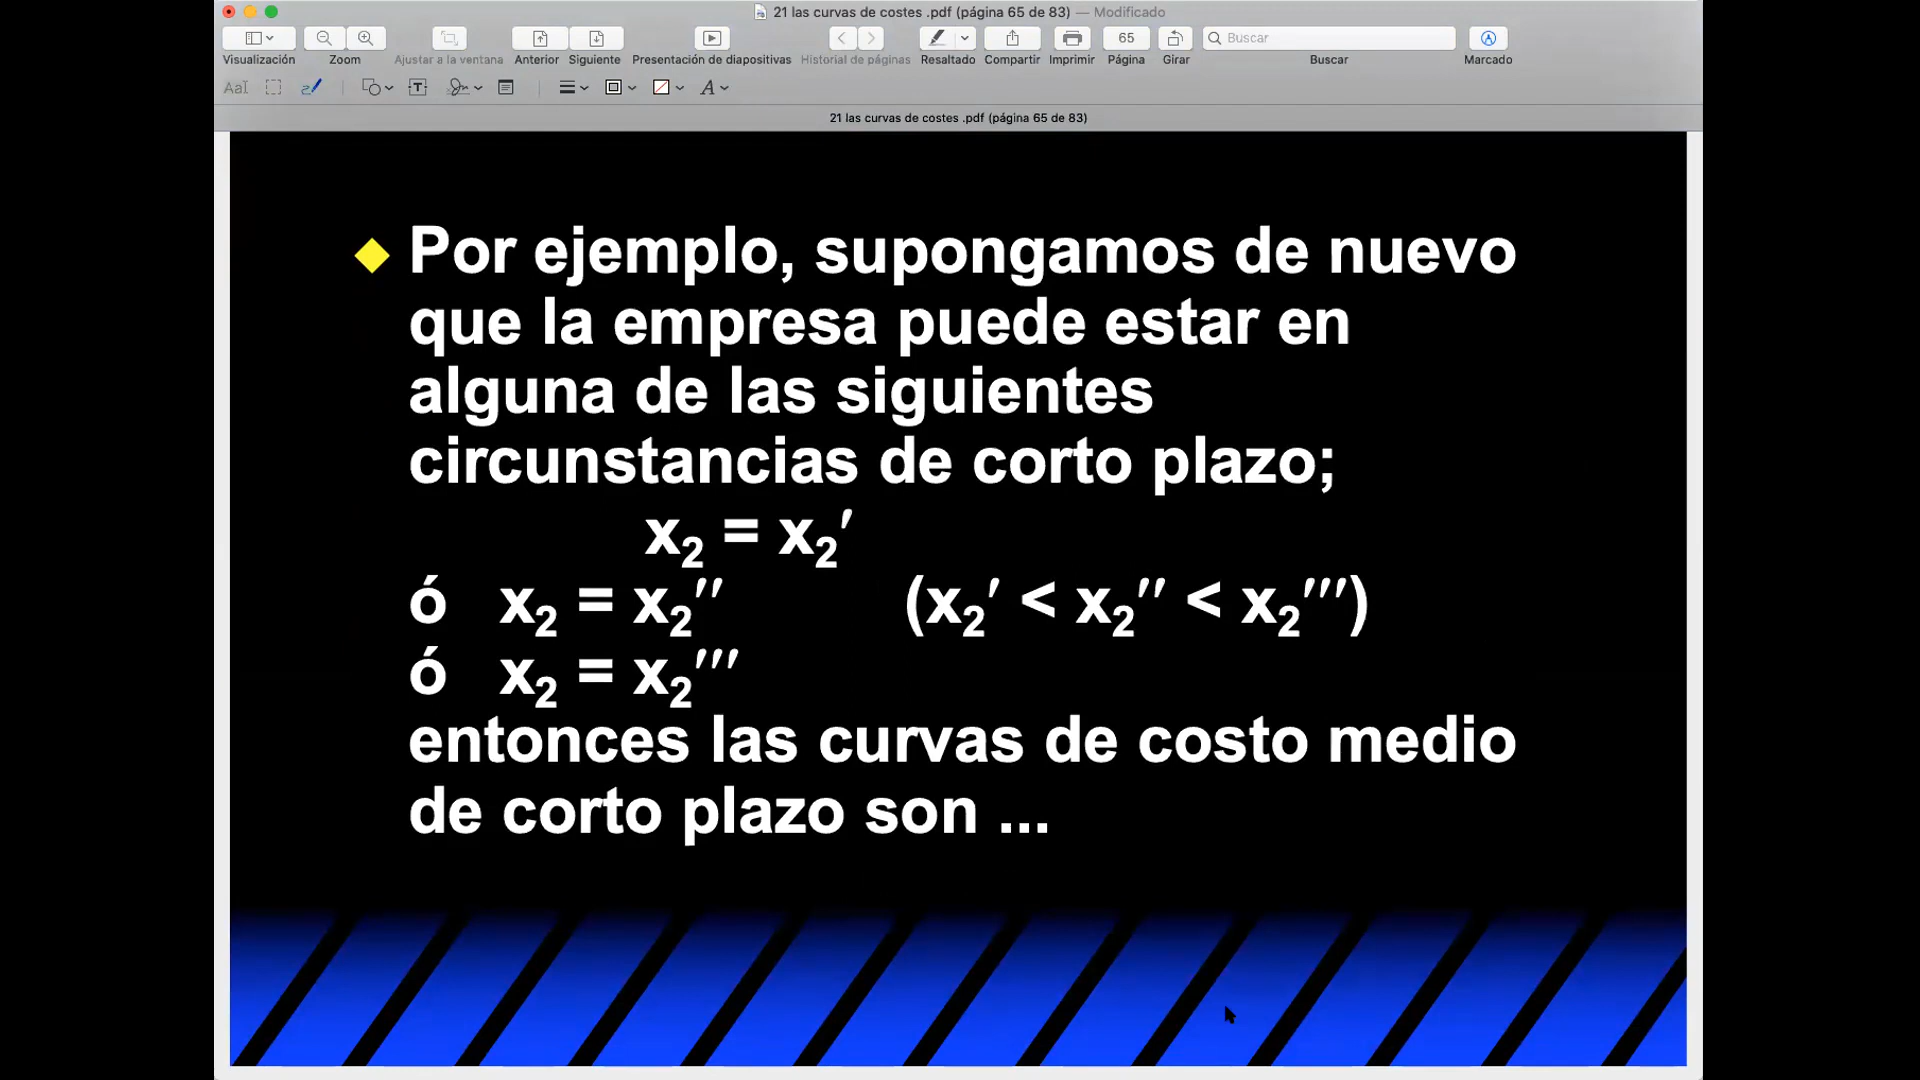 21 las curvas de costes .pdf (página 65 de 83) — Modificado
65
Buscar
Visualización Zoom Ajustar a la ventana Anterior Siguiente Presentación de diapositivas Historial de páginas Resaltado Compartir Imprimir Página Girar Buscar Marcado
AaI T A
21 las curvas de costes .pdf (página 65 de 83)
Por ejemplo, supongamos de nuevo
que la empresa puede estar en
alguna de las siguientes
circunstancias de corto plazo;
x₂ = x₂′
ó x₂ = x₂′′ (x₂′ < x₂′′ < x₂′′′)
ó x₂ = x₂′′′
entonces las curvas de costo medio
de corto plazo son ...